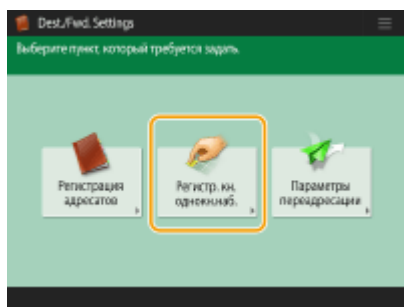 Dest./Fwd. Settings
Выберите пункт, который требуется задать.
Регистрация
адресатов
Регистр. кн.
однокн.наб.
Параметры
переадресации